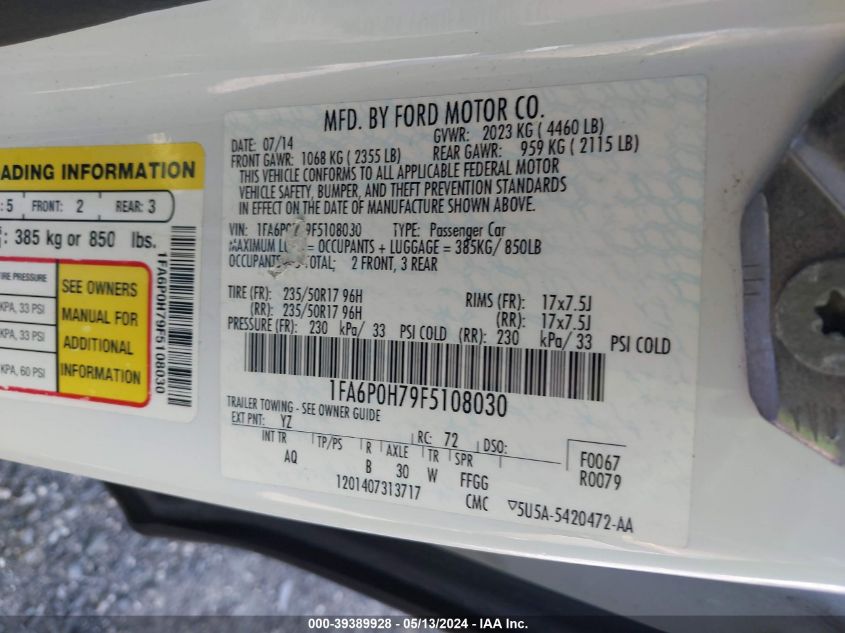 MFD. BY FORD MOTOR CO.
DATE: 07/14 GVWR: 2023 KG ( 4460 LB)
FRONT GAWR: 1068 KG ( 2355 LB) REAR GAWR: 959 KG ( 2115 LB)
THIS VEHICLE CONFORMS TO ALL APPLICABLE FEDERAL MOTOR
VEHICLE SAFETY, BUMPER, AND THEFT PREVENTION STANDARDS
IN EFFECT ON THE DATE OF MANUFACTURE SHOWN ABOVE.
VIN: 9F5108030 TYPE: Passenger Car
MAXIMUM = OCCUPANTS + LUGGAGE = 385KG/ 850LB
TOTAL; 2 FRONT, 3 REAR
TIRE (FR): 235/50R17 96H RIMS (FR): 17x7.5J
(RR): 235/50R17 96H (RR): 17x7.5J
PRESSURE (FR): 230 kPa/ 33 PSI COLD (RR): 230 kPa/ 33 PSI COLD
1FA6P0H79F5108030
TRAILER TOWING - SEE OWNER GUIDE
EXT PNT: YZ RC: 72 DSO:
INT TR TP/PS R AXLE TR SPR F0067
AQ B 30 W FFGG R0079
1201407313717 CMC 5U5A-5420472-AA
ADING INFORMATION
: 5 FRONT: 2 REAR: 3
: 385 kg or 850 lbs.
PRESSURE
KPA, 33 PSI
KPA, 33 PSI
KPA, 60 PSI
SEE OWNERS
MANUAL FOR
ADDITIONAL
INFORMATION
1FA6P0H79F5108030
000-39389928 - 05/13/2024 - IAA Inc.